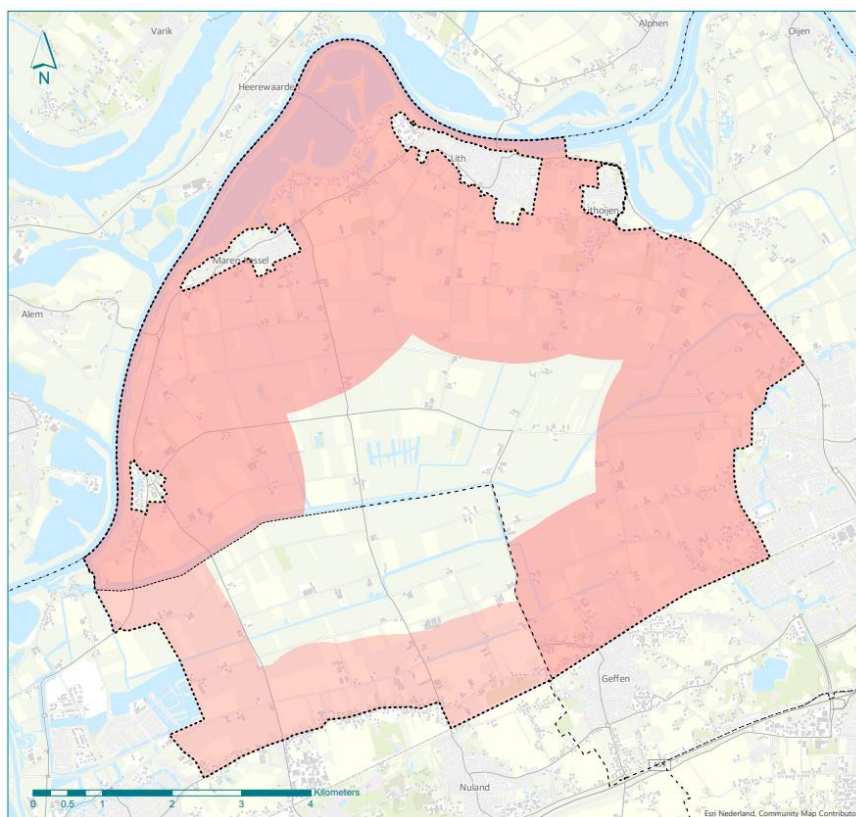 Varik
Alphen
Oijen
N
Heerewaarden
Lith
Lithoijen
Maren-Kessel
Alem
Geffen
Nuland
Kilometers
0 0.5 1 2 3 4
Esri Nederland, Community Map Contributo